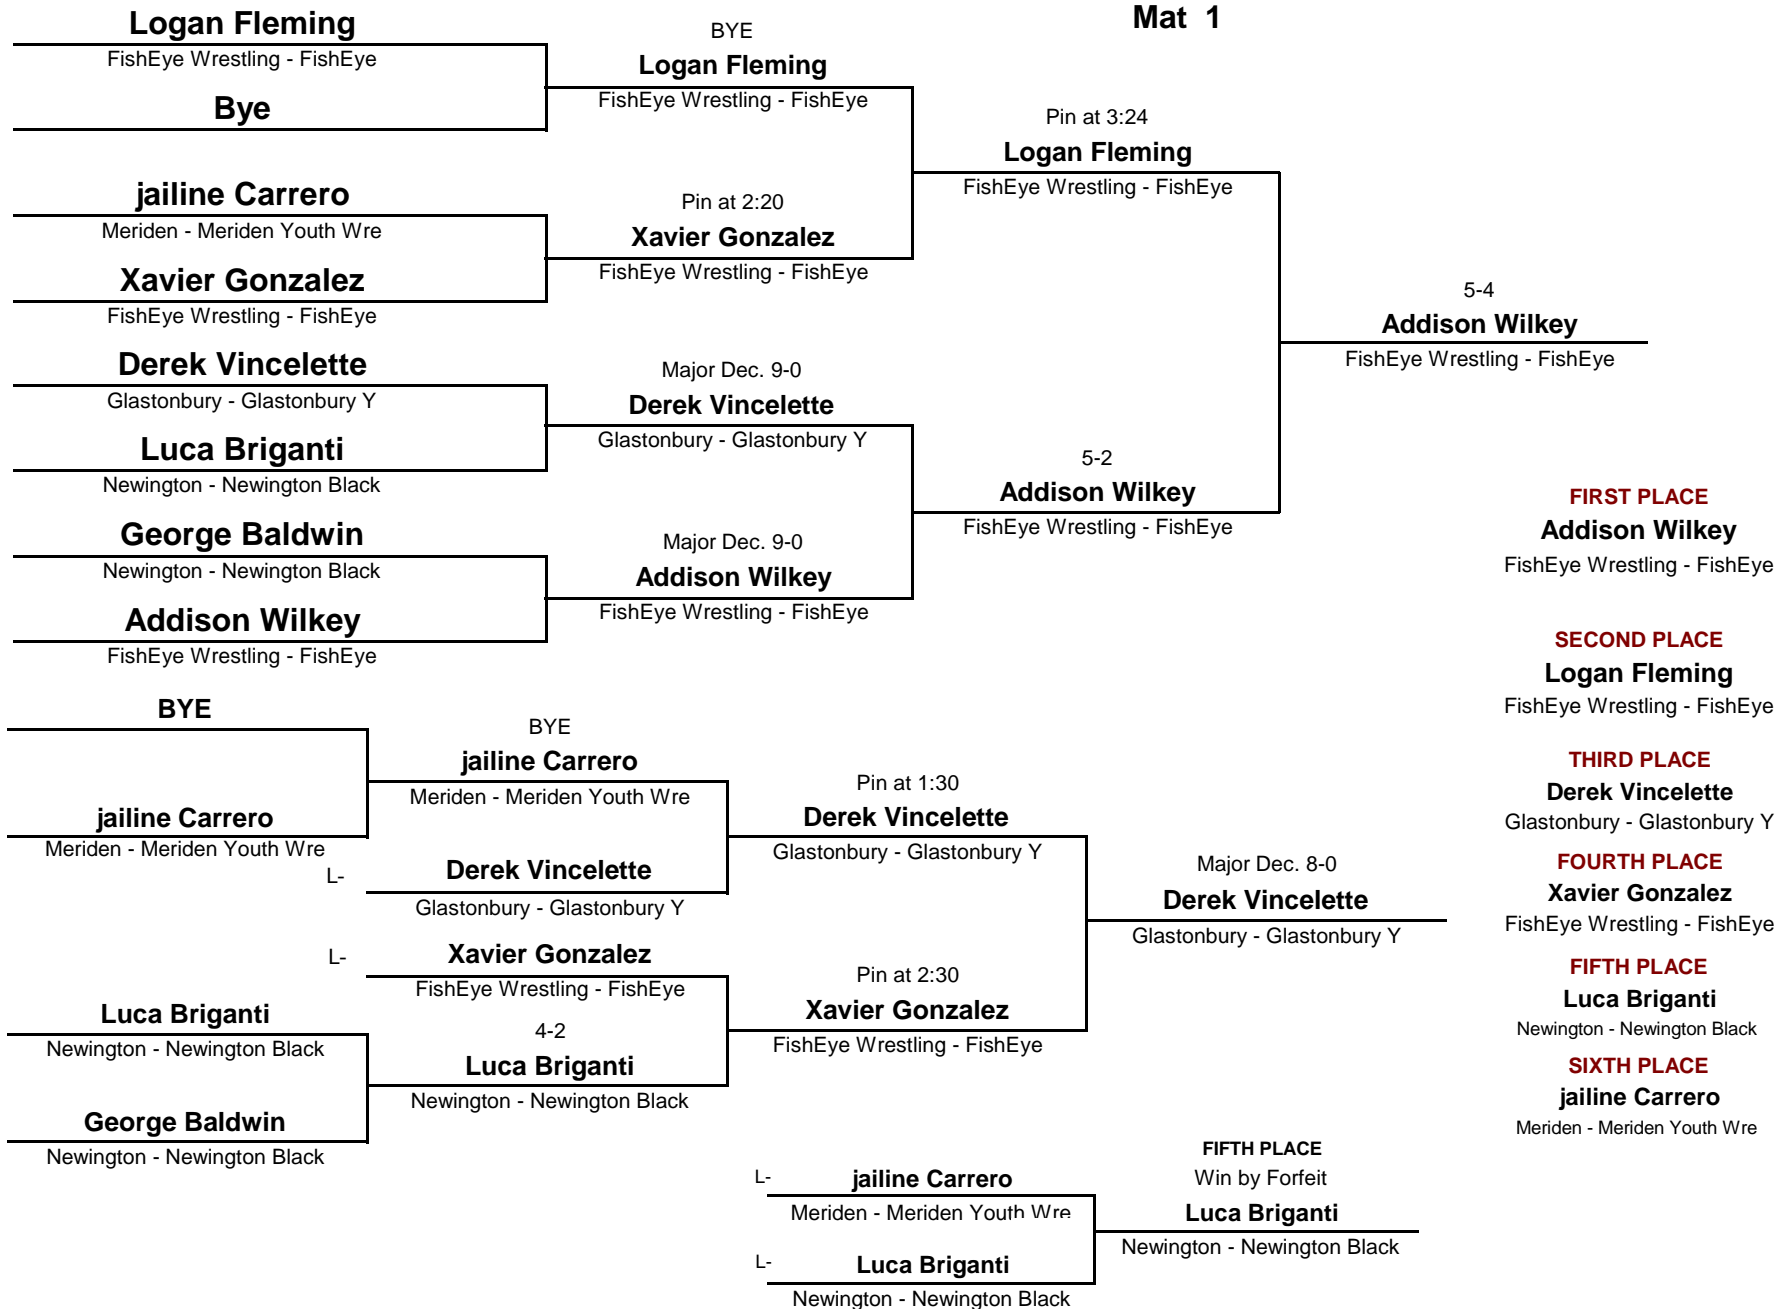 Mat 1
Logan Fleming
FishEye Wrestling - FishEye
Bye
jailine Carrero
Meriden - Meriden Youth Wre
Xavier Gonzalez
FishEye Wrestling - FishEye
Derek Vincelette
Glastonbury - Glastonbury Y
Luca Briganti
Newington - Newington Black
George Baldwin
Newington - Newington Black
Addison Wilkey
FishEye Wrestling - FishEye
BYE
Logan Fleming
FishEye Wrestling - FishEye
Pin at 2:20
Xavier Gonzalez
FishEye Wrestling - FishEye
Major Dec. 9-0
Derek Vincelette
Glastonbury - Glastonbury Y
Major Dec. 9-0
Addison Wilkey
FishEye Wrestling - FishEye
Pin at 3:24
Logan Fleming
FishEye Wrestling - FishEye
5-2
Addison Wilkey
FishEye Wrestling - FishEye
5-4
Addison Wilkey
FishEye Wrestling - FishEye
BYE
jailine Carrero
Meriden - Meriden Youth Wre
Luca Briganti
Newington - Newington Black
George Baldwin
Newington - Newington Black
BYE
jailine Carrero
Meriden - Meriden Youth Wre
L-
Derek Vincelette
Glastonbury - Glastonbury Y
L-
Xavier Gonzalez
FishEye Wrestling - FishEye
4-2
Luca Briganti
Newington - Newington Black
Pin at 1:30
Derek Vincelette
Glastonbury - Glastonbury Y
Pin at 2:30
Xavier Gonzalez
FishEye Wrestling - FishEye
Major Dec. 8-0
Derek Vincelette
Glastonbury - Glastonbury Y
L-
jailine Carrero
Meriden - Meriden Youth Wre
L-
Luca Briganti
Newington - Newington Black
FIFTH PLACE
Win by Forfeit
Luca Briganti
Newington - Newington Black
FIRST PLACE
Addison Wilkey
FishEye Wrestling - FishEye
SECOND PLACE
Logan Fleming
FishEye Wrestling - FishEye
THIRD PLACE
Derek Vincelette
Glastonbury - Glastonbury Y
FOURTH PLACE
Xavier Gonzalez
FishEye Wrestling - FishEye
FIFTH PLACE
Luca Briganti
Newington - Newington Black
SIXTH PLACE
jailine Carrero
Meriden - Meriden Youth Wre